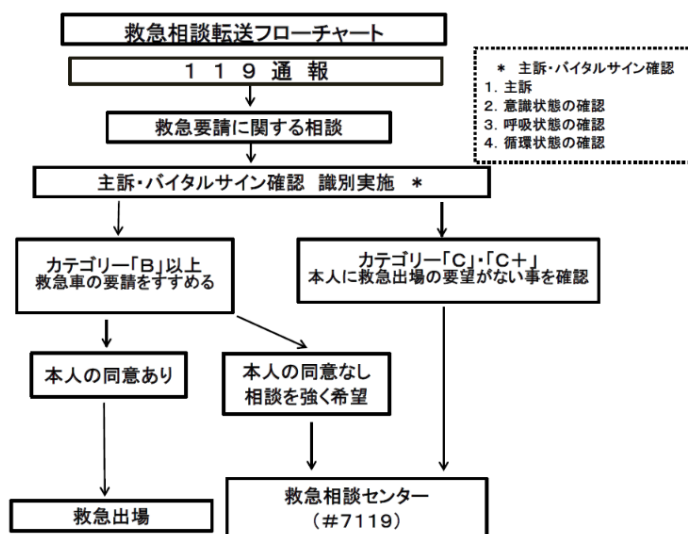 救急相談転送フローチャート
119通報
救急要請に関する相談
* 主訴・バイタルサイン確認
1. 主訴
2. 意識状態の確認
3. 呼吸状態の確認
4. 循環状態の確認
主訴・バイタルサイン確認 識別実施 *
カテゴリー「B」以上
救急車の要請をすすめる
カテゴリー「C」・「C+」
本人に救急出場の要望がない事を確認
本人の同意あり
本人の同意なし
相談を強く希望
救急出場
救急相談センター
(#7119)